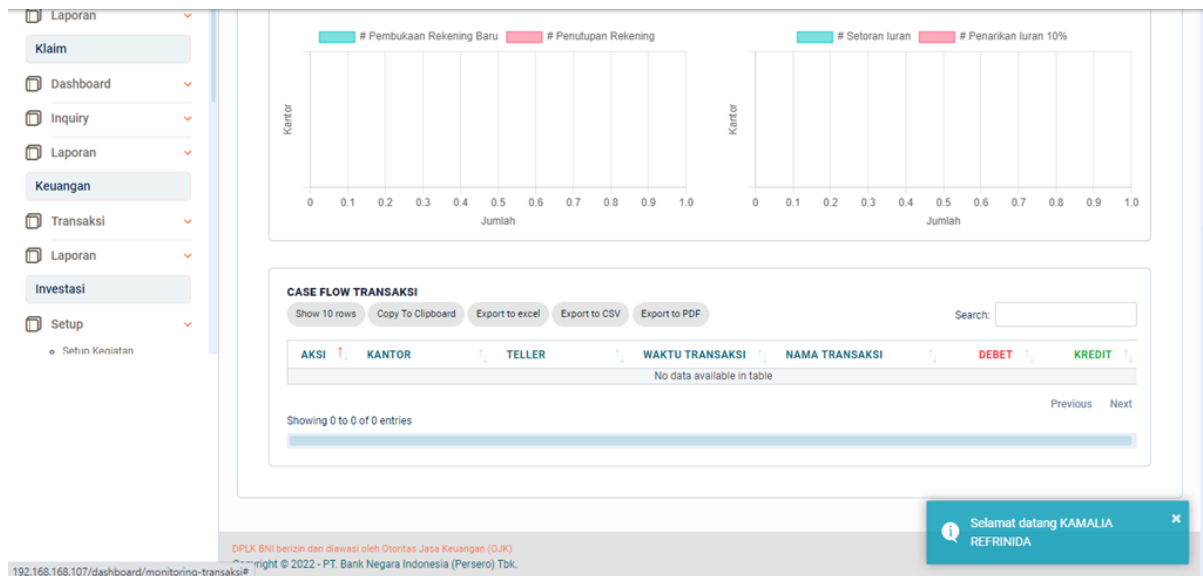 Laporan
Klaim
Dashboard
Inquiry
Laporan
Keuangan
Transaksi
Laporan
Investasi
Setup
Setup Kegiatan
# Pembukaan Rekening Baru # Penutupan Rekening
Kantor
0 0.1 0.2 0.3 0.4 0.5 0.6 0.7 0.8 0.9 1.0
Jumlah
# Setoran Iuran # Penarikan Iuran 10%
Kantor
0 0.1 0.2 0.3 0.4 0.5 0.6 0.7 0.8 0.9 1.0
Jumlah
CASE FLOW TRANSAKSI
Show 10 rows Copy To Clipboard Export to excel Export to CSV Export to PDF Search:
AKSI KANTOR TELLER WAKTU TRANSAKSI NAMA TRANSAKSI DEBET KREDIT
No data available in table
Previous Next
Showing 0 to 0 of 0 entries
Selamat datang KAMALIA
REFRINIDA
DPLK BNI berizin dan diawasi oleh Otoritas Jasa Keuangan (OJK)
Copyright © 2022 - PT. Bank Negara Indonesia (Persero) Tbk.
192.168.168.107/dashboard/monitoring-transaksi#